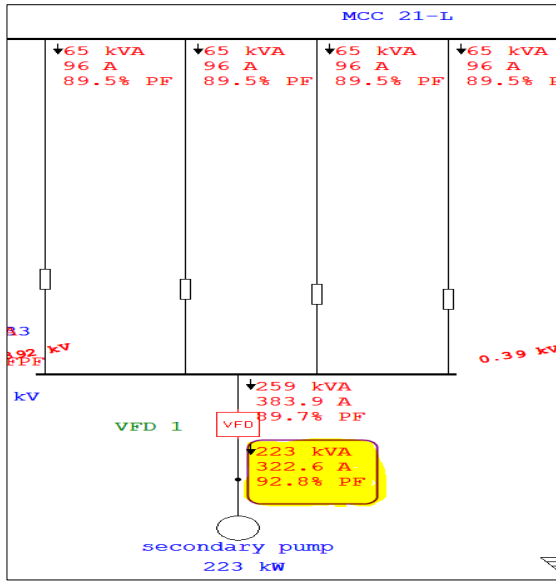 MCC 21-L
65 kVA 65 kVA 65 kVA 65 kVA
96 A 96 A 96 A 96 A
89.5% PF 89.5% PF 89.5% PF 89.5%
kV
0.39 kV
kV
259 kVA
383.9 A
89.7% PF
VFD 1
VFD
223 kVA
322.6 A
92.8% PF
secondary pump
223 kW